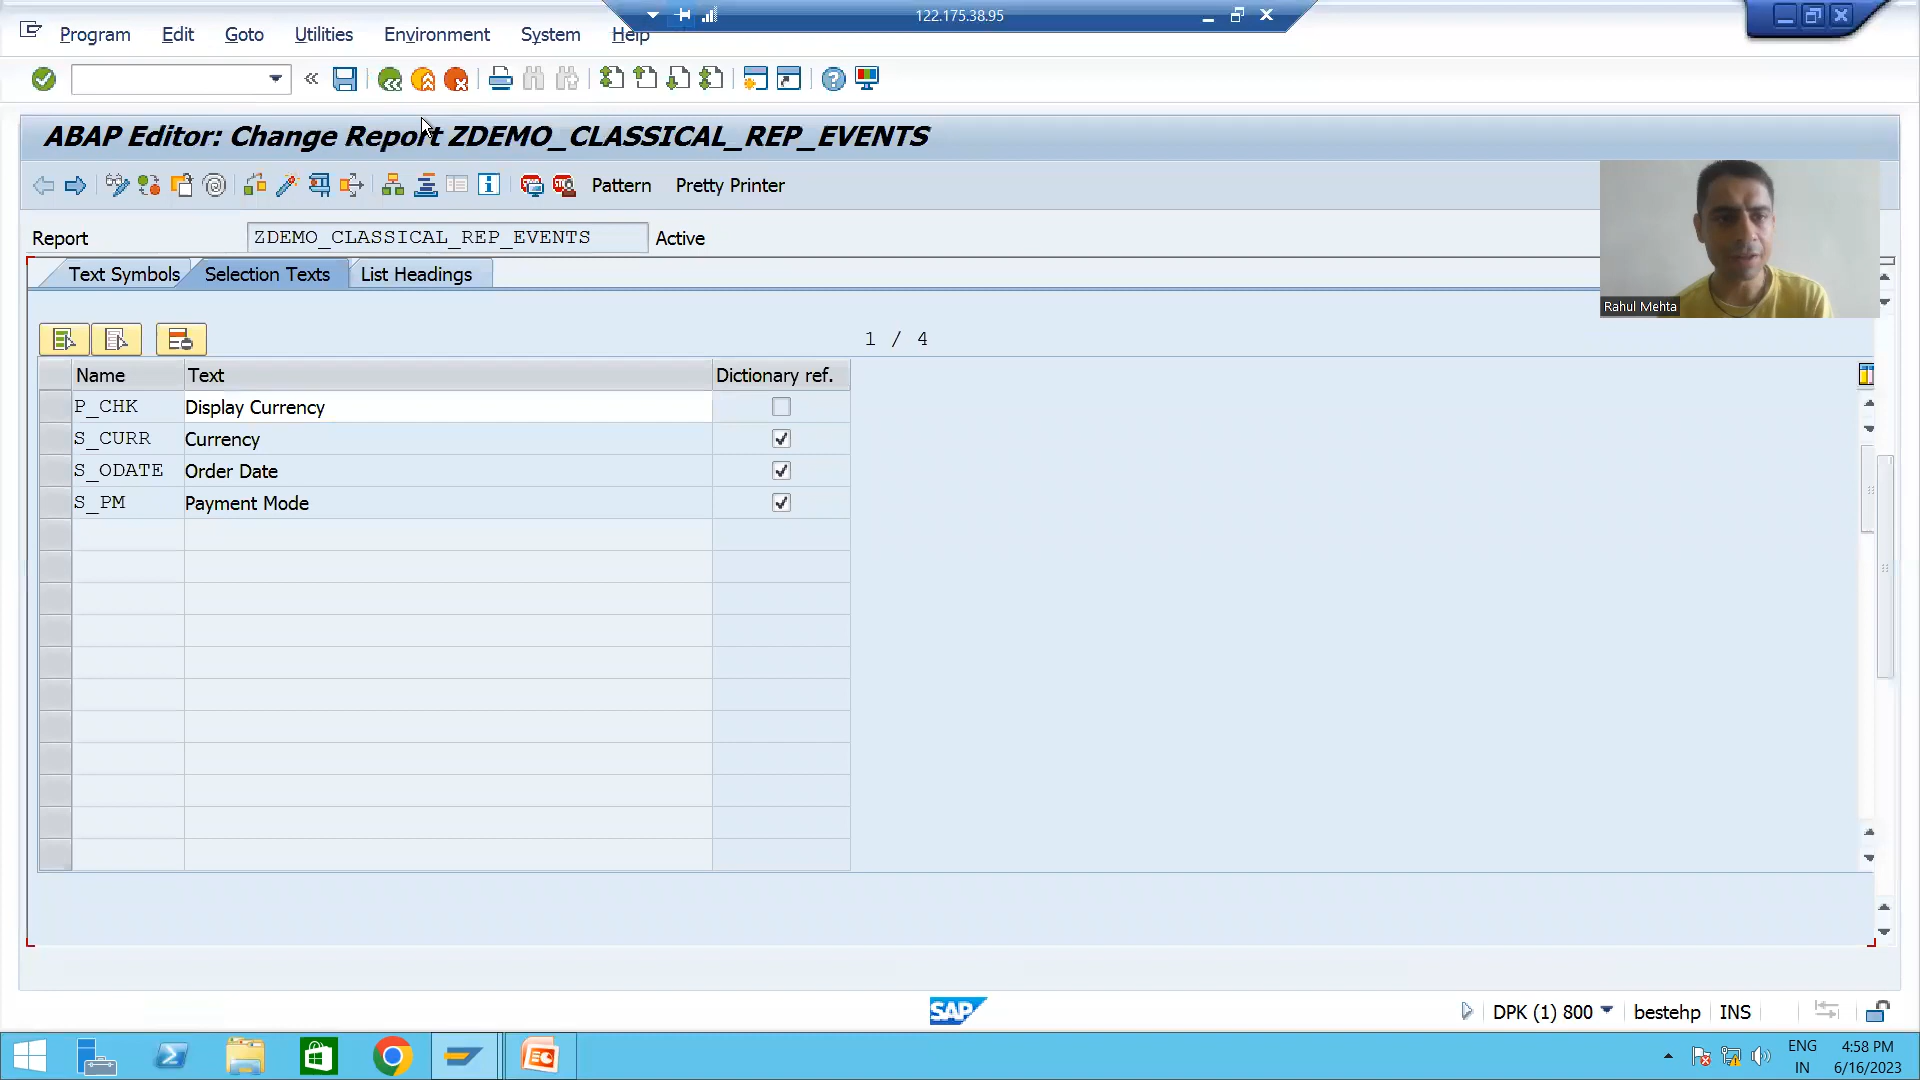 122.175.38.95
Program Edit Goto Utilities Environment System Help
ABAP Editor: Change Report ZDEMO_CLASSICAL_REP_EVENTS
Pattern Pretty Printer
Report ZDEMO_CLASSICAL_REP_EVENTS Active
Text Symbols Selection Texts List Headings
Rahul Mehta
1 / 4
Name Text Dictionary ref.
P_CHK Display Currency
S_CURR Currency
S_ODATE Order Date
S_PM Payment Mode
SAP
DPK (1) 800 bestehp INS
ENG 4:58 PM
IN 6/16/2023